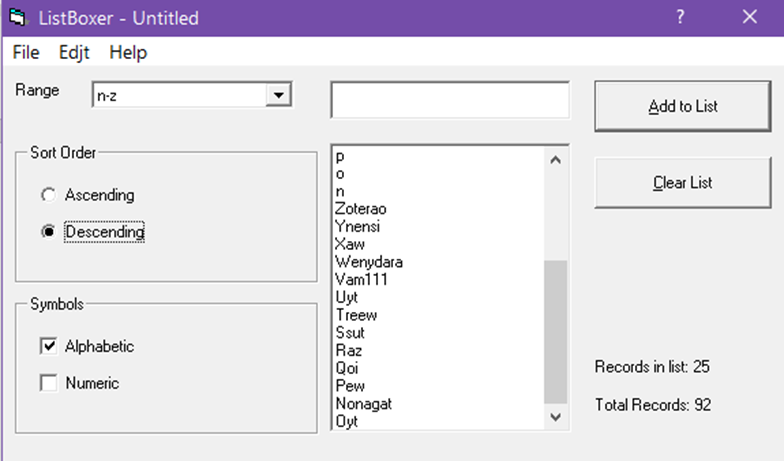 ListBoxer - Untitled
File Edjt Help
Range
n-z
Add to List
Sort Order
Ascending
Descending
Symbols
Alphabetic
Numeric
p
o
n
Zoterao
Ynensi
Xaw
Wenydara
Vam111
Uyt
Treew
Ssut
Raz
Qoi
Pew
Nonagat
Oyt
Clear List
Records in list: 25
Total Records: 92